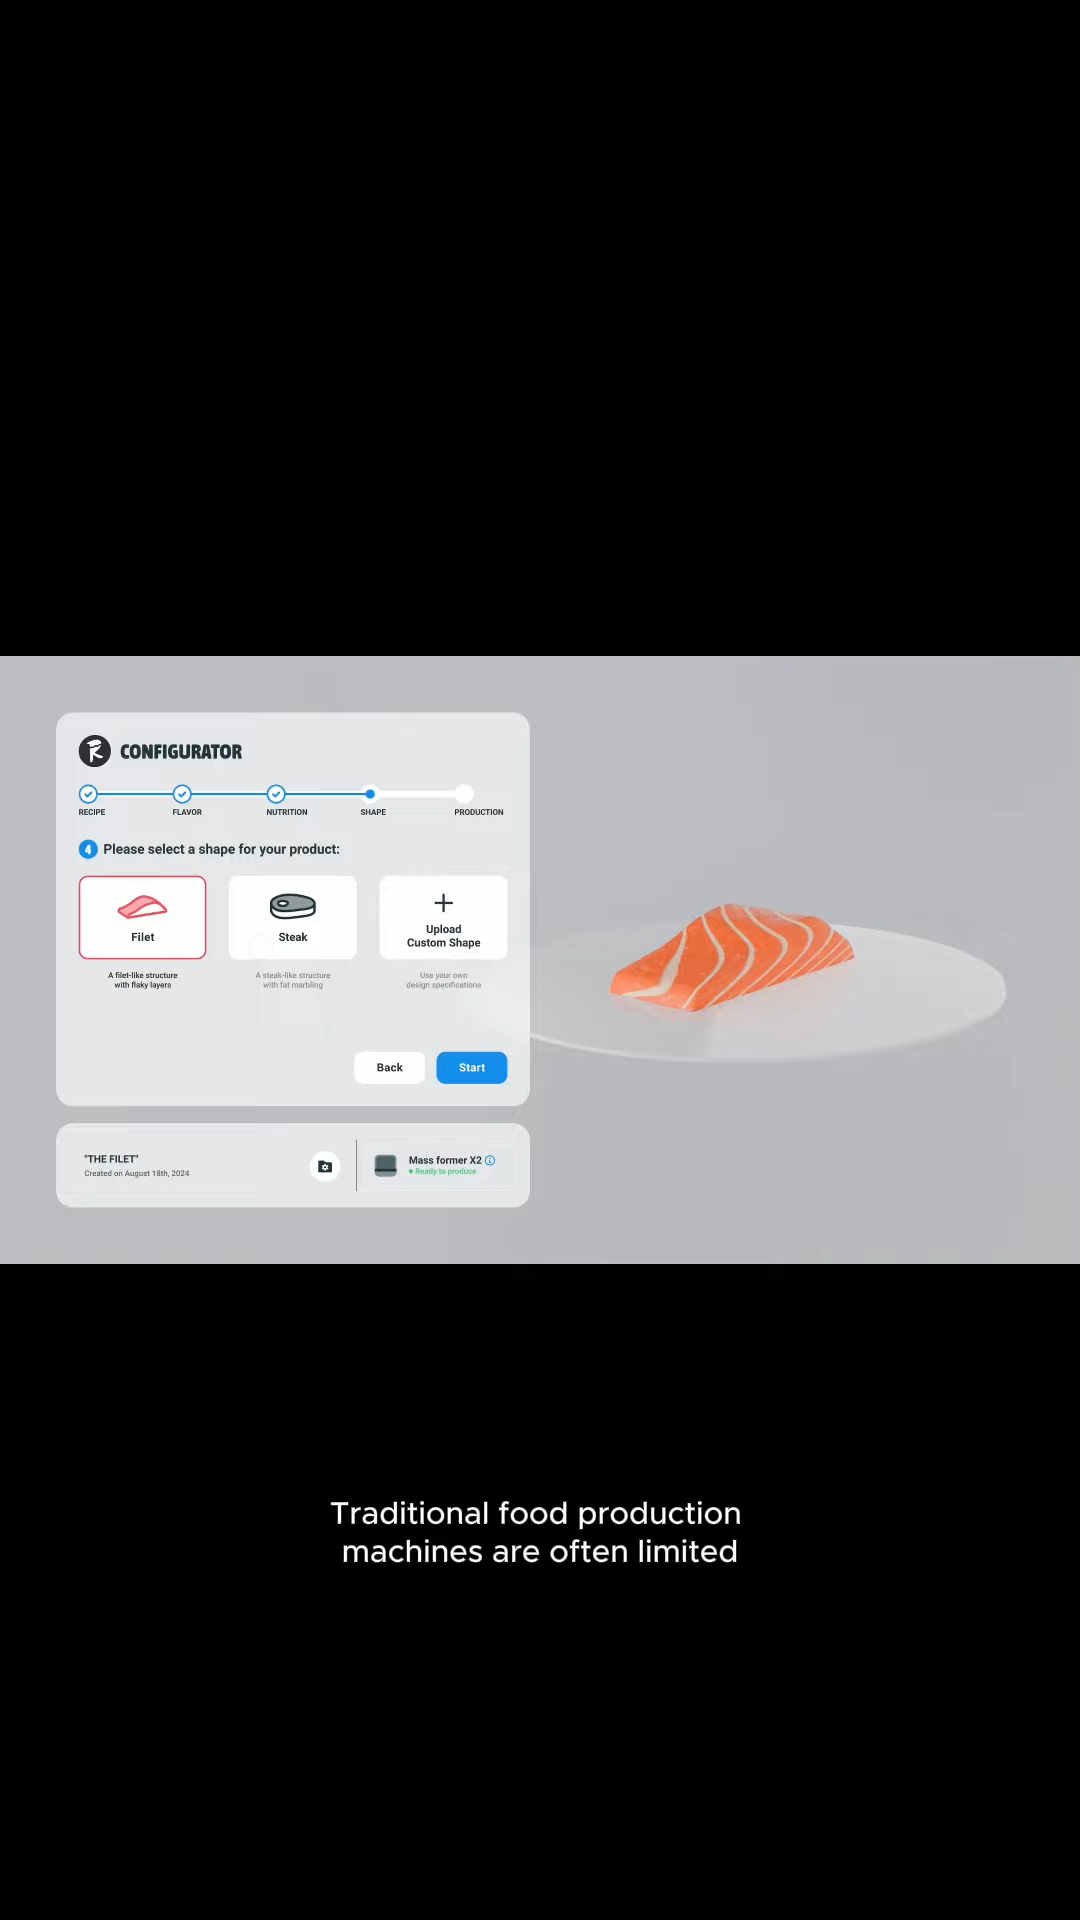 CONFIGURATOR
RECIPE FLAVOR NUTRITION SHAPE PRODUCTION
4 Please select a shape for your product:
Filet
A filet-like structure
with flaky layers
Steak
A steak-like structure
with fat marbling
Upload
Custom Shape
Use your own
design specifications
Back Start
"THE FILET"
Created on August 18th, 2024
Mass former X2
Ready to produce
Traditional food production
machines are often limited